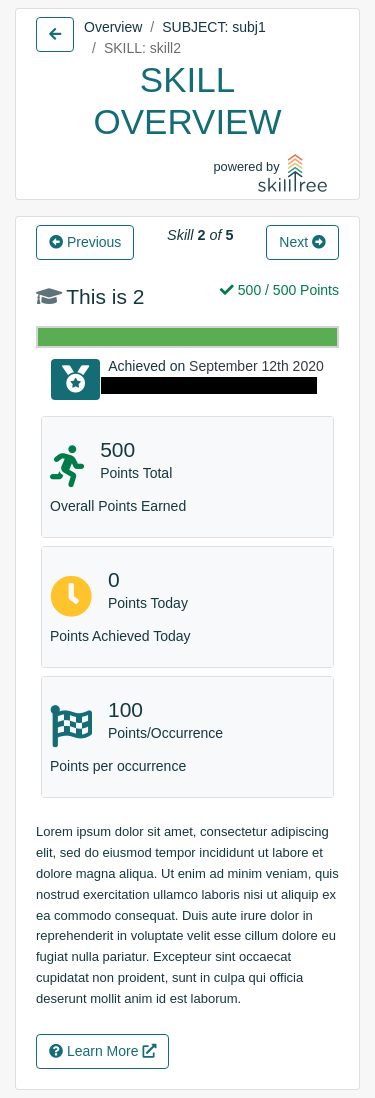 Overview / SUBJECT: subj1
/ SKILL: skill2
SKILL
OVERVIEW
powered by
skilltree
Previous
Skill 2 of 5
Next
This is 2
500 / 500 Points
Achieved on September 12th 2020
500
Points Total
Overall Points Earned
0
Points Today
Points Achieved Today
100
Points/Occurrence
Points per occurrence
Lorem ipsum dolor sit amet, consectetur adipiscing
elit, sed do eiusmod tempor incididunt ut labore et
dolore magna aliqua. Ut enim ad minim veniam, quis
nostrud exercitation ullamco laboris nisi ut aliquip ex
ea commodo consequat. Duis aute irure dolor in
reprehenderit in voluptate velit esse cillum dolore eu
fugiat nulla pariatur. Excepteur sint occaecat
cupidatat non proident, sunt in culpa qui officia
deserunt mollit anim id est laborum.
Learn More